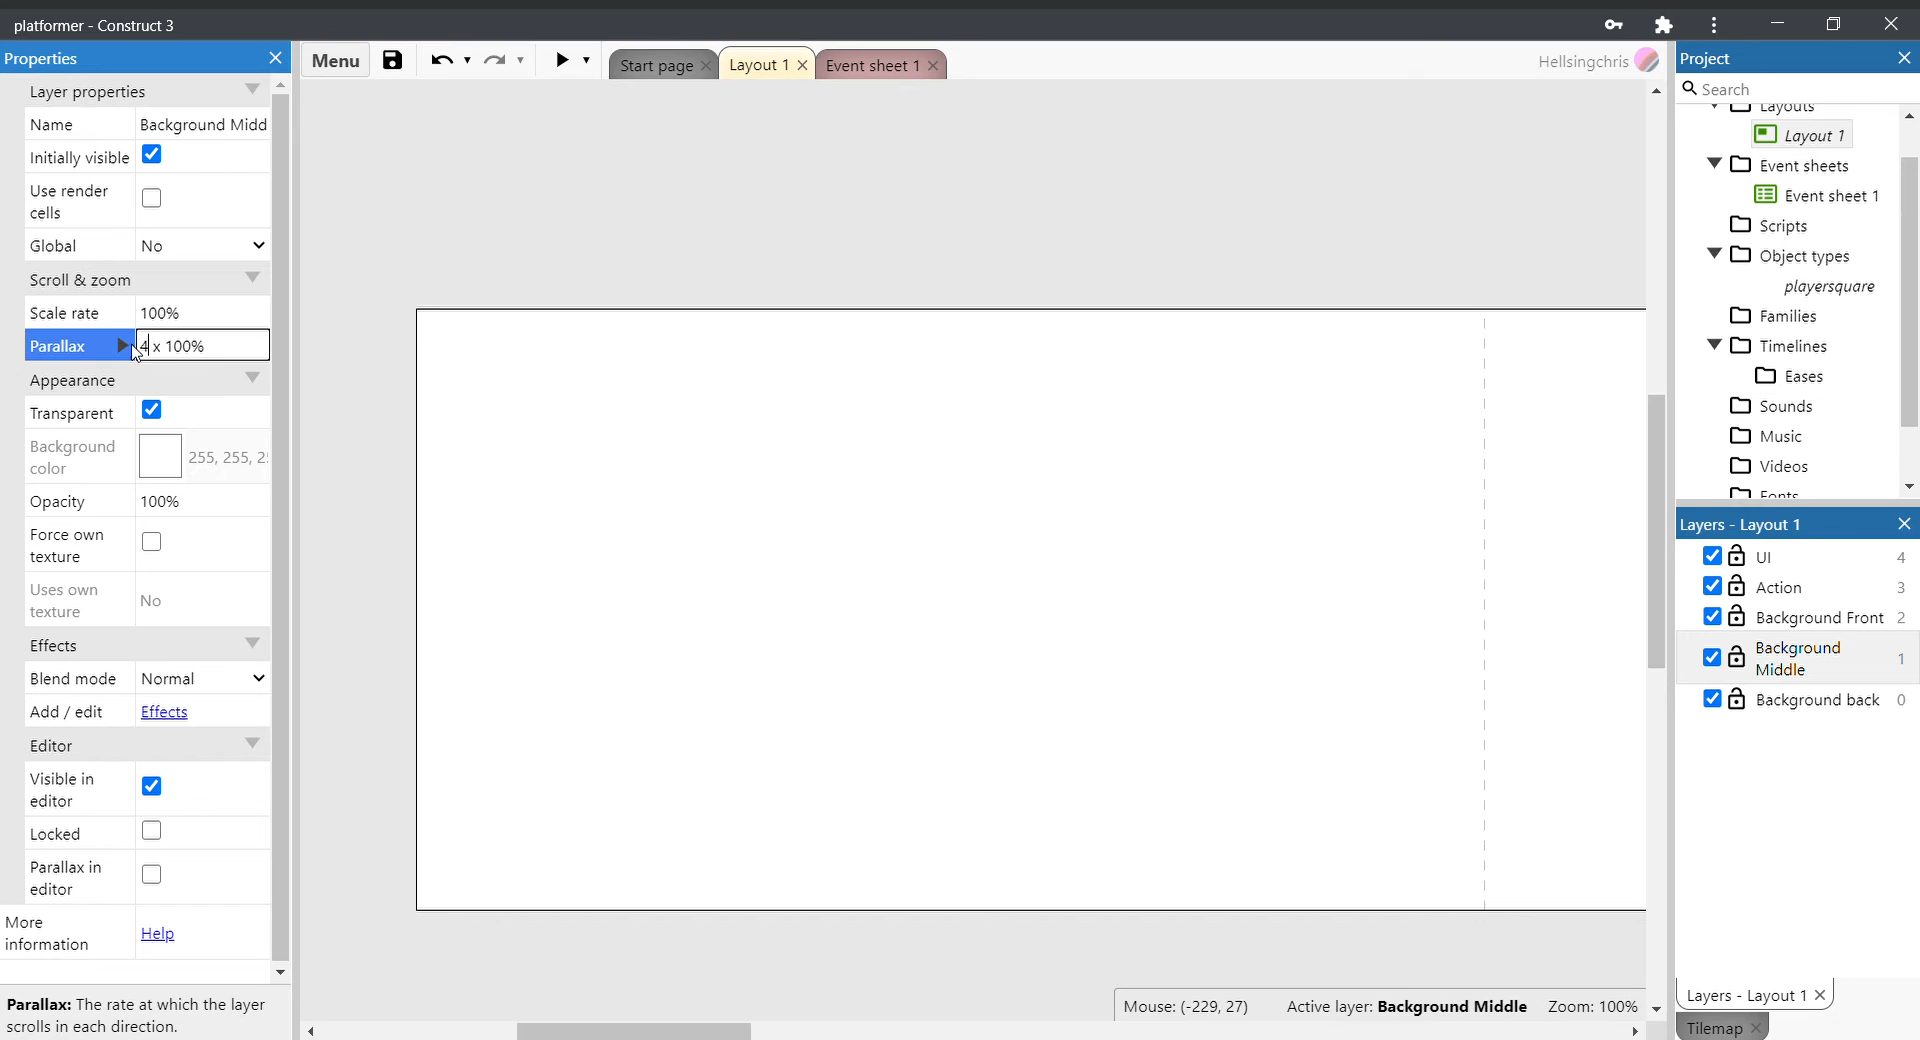 platformer - Construct 3
Properties
Layer properties
Name
Background Midd
Initially visible
Use render
cells
Global
No
Scroll & zoom
Scale rate
100%
Parallax
4 x 100%
Appearance
Transparent
Background
color
255, 255, 2
Opacity
100%
Force own
texture
Uses own
texture
No
Effects
Blend mode
Normal
Add / edit
Effects
Editor
Visible in
editor
Locked
Parallax in
editor
More
information
Help
Parallax: The rate at which the layer
scrolls in each direction.
Menu
Start page
Layout 1
Event sheet 1
Hellsingchris
Mouse: (-229, 27)
Active layer: Background Middle
Zoom: 100%
Project
Search
Layouts
Layout 1
Event sheets
Event sheet 1
Scripts
Object types
playersquare
Families
Timelines
Eases
Sounds
Music
Videos
Fonts
Layers - Layout 1
UI 4
Action 3
Background Front 2
Background
Middle
1
Background back 0
Layers - Layout 1
Tilemap